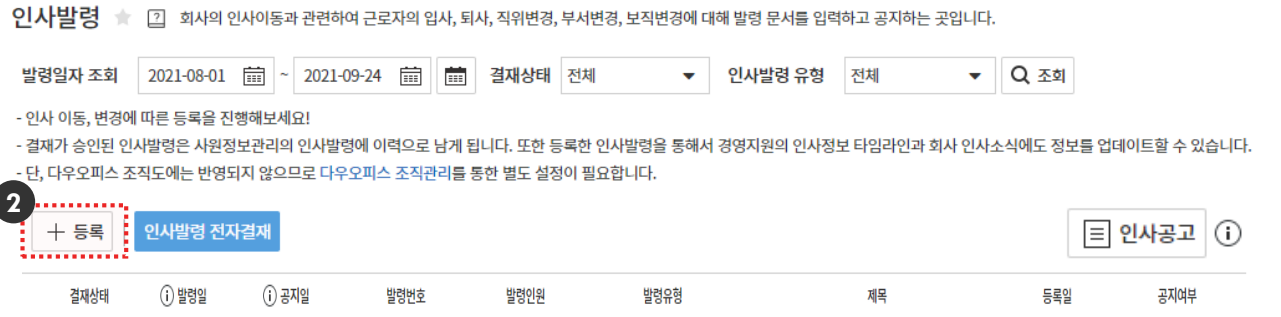 인사발령 ★ ? 회사의 인사이동과 관련하여 근로자의 입사, 퇴사, 직위변경, 부서변경, 보직변경에 대해 발령 문서를 입력하고 공지하는 곳입니다.
발령일자 조회 2021-08-01 ~ 2021-09-24 결재상태 전체 인사발령 유형 전체 조회
- 인사 이동, 변경에 따른 등록을 진행해보세요!
- 결재가 승인된 인사발령은 사원정보관리의 인사발령에 이력으로 남게 됩니다. 또한 등록한 인사발령을 통해서 경영지원의 인사정보 타임라인과 회사 인사소식에도 정보를 업데이트할 수 있습니다.
- 단, 다우오피스 조직도에는 반영되지 않으므로 다우오피스 조직관리를 통한 별도 설정이 필요합니다.
2
+ 등록 인사발령 전자결재 인사공고 i
결재상태 i 발령일 i 공지일 발령번호 발령인원 발령유형 제목 등록일 공지여부